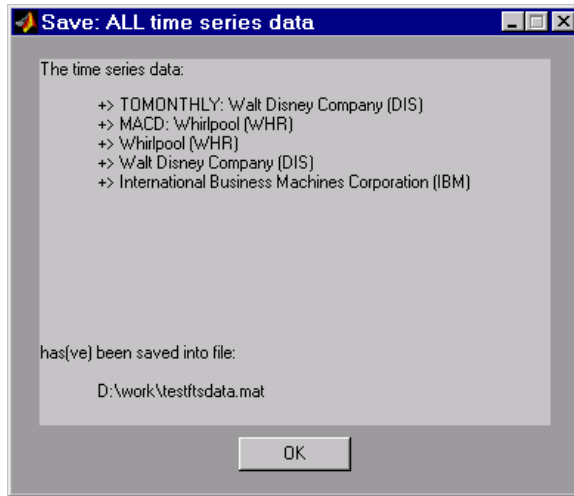 Save: ALL time series data
The time series data:
+> TOMONTHLY: Walt Disney Company (DIS)
+> MACD: Whirlpool (WHR)
+> Whirlpool (WHR)
+> Walt Disney Company (DIS)
+> International Business Machines Corporation (IBM)
has(ve) been saved into file:
D:\work\testftsdata.mat
OK